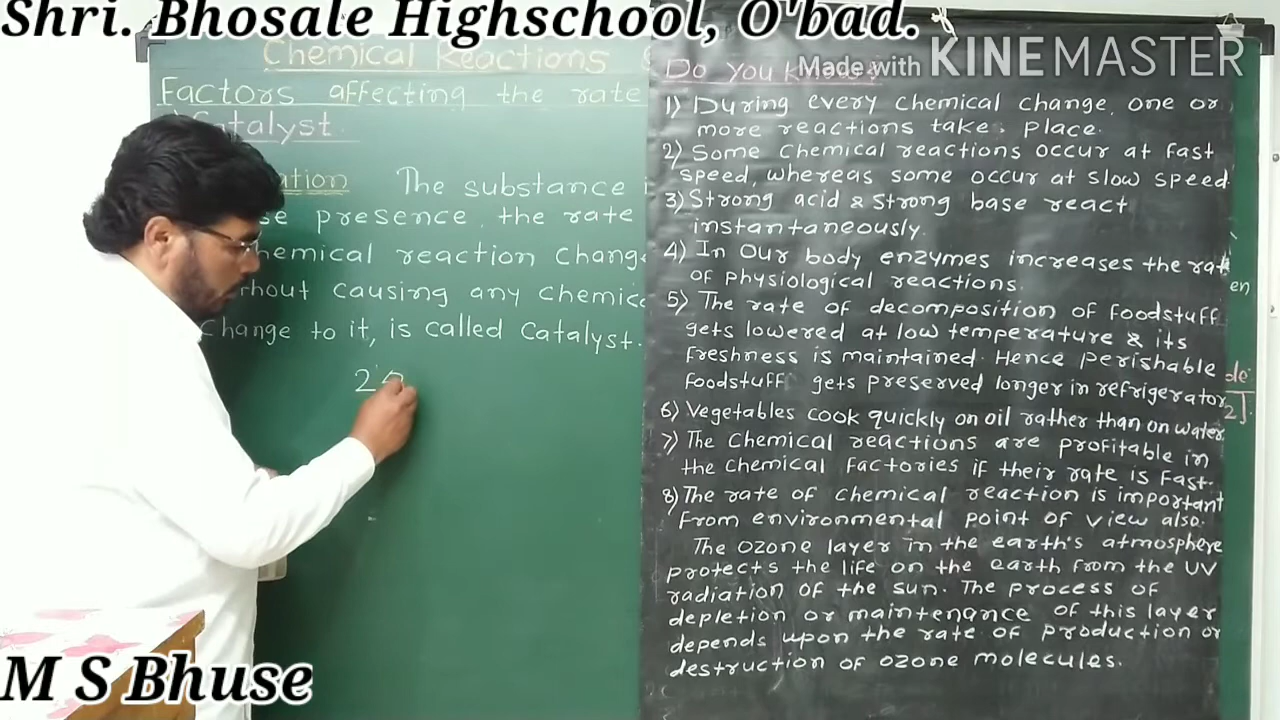 Shri. Bhosale Highschool, O'bad.
Made with KINEMASTER
Chemical Reactions
Factors affecting the rate
Catalyst
The substance
presence, the rate
chemical reaction
causing any
Change to it, is called Catalyst.
2
Do You Know?
1) During every chemical change, one or
more reactions take. place.
2) Some chemical reactions occur at fast
speed, whereas some occur at slow speed.
3) Strong acid & Strong base react
instantaneously.
4) In Our body enzymes increases the rate
of physiological reactions.
5) The rate of decomposition of foodstuff
gets lowered at low temperature & its
freshness is maintained. Hence perishable
foodstuff gets preserved longer in refrigerator
6) Vegetables cook quickly on oil rather than on water
7) The chemical reactions are profitable in
the chemical factories if their rate is fast.
8) The rate of chemical reaction is important
from environmental point of view also.
The ozone layer in the earth's atmosphere
protects the life on the earth from the UV
radiation of the sun. The process of
depletion or maintenance of this layer
depends upon the rate of production or
destruction of ozone molecules.
M S Bhuse